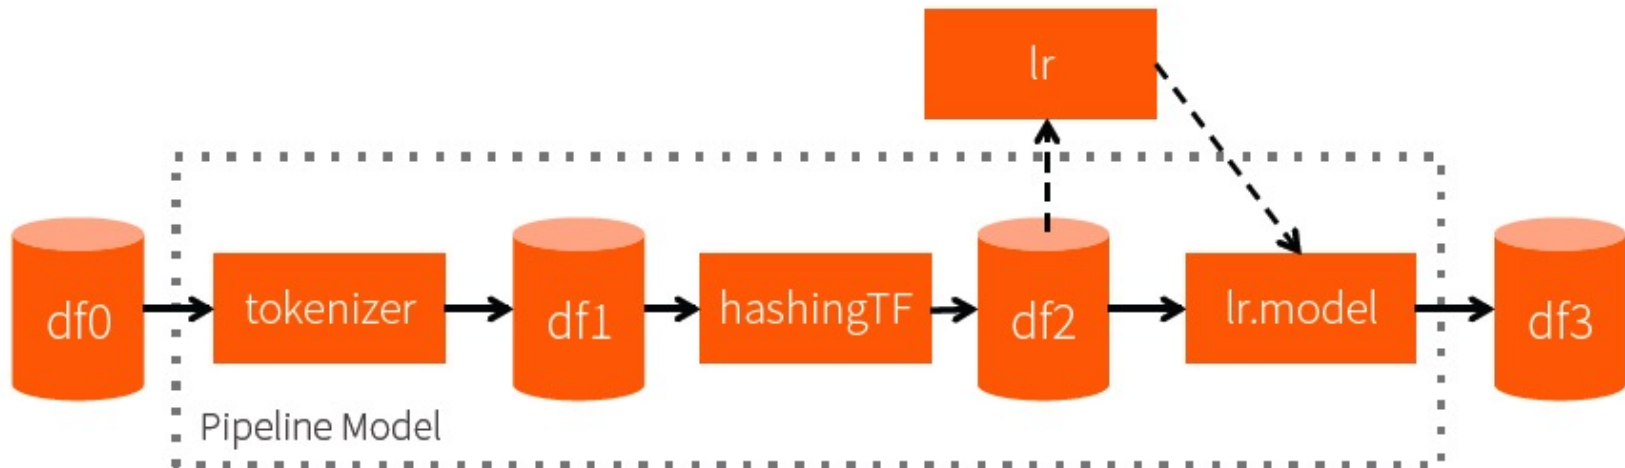 lr
df0
tokenizer
df1
hashingTF
df2
lr.model
df3
Pipeline Model